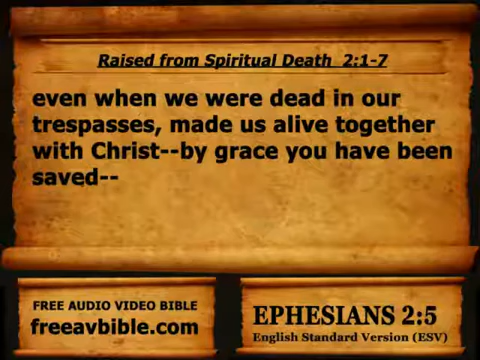 Raised from Spiritual Death 2:1-7
even when we were dead in our
trespasses, made us alive together
with Christ--by grace you have been
saved--
FREE AUDIO VIDEO BIBLE
freeavbible.com
EPHESIANS 2:5
English Standard Version (ESV)